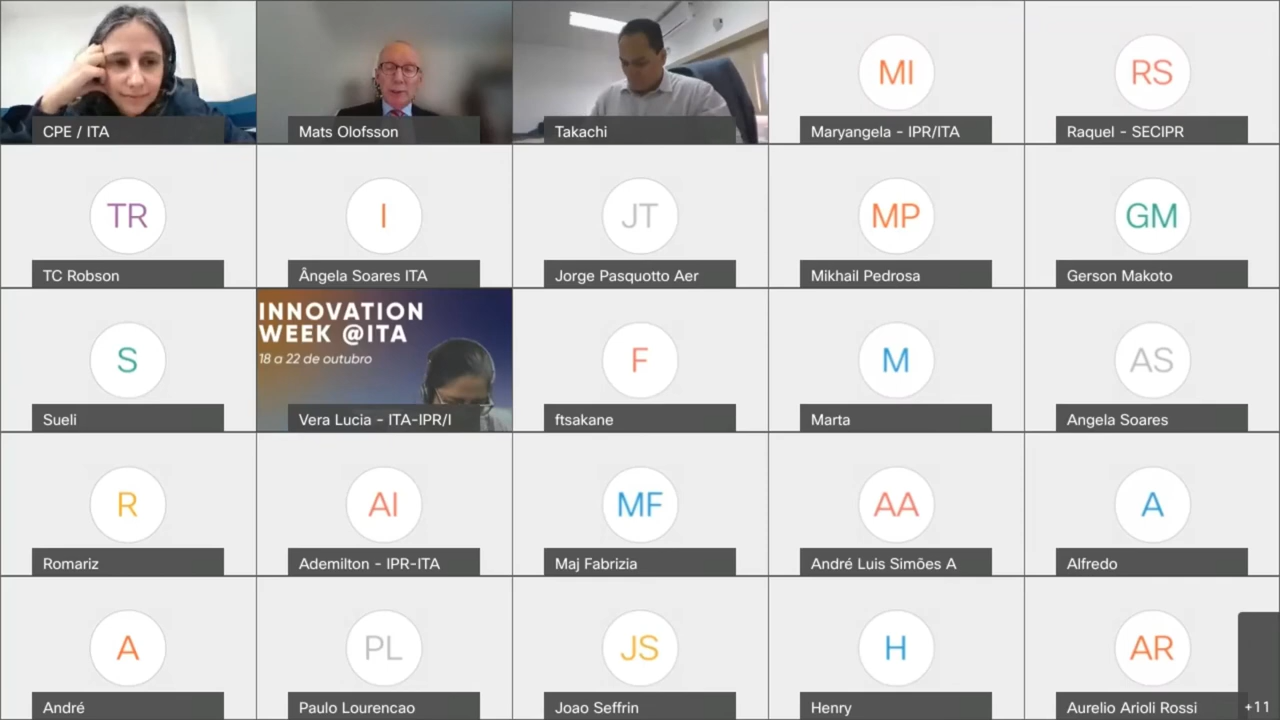 CPE / ITA
Mats Olofsson
Takachi
MI
Maryangela - IPR/ITA
RS
Raquel - SECIPR
TR
TC Robson
I
Ângela Soares ITA
JT
Jorge Pasquotto Aer
MP
Mikhail Pedrosa
GM
Gerson Makoto
S
Sueli
INNOVATION
WEEK @ITA
18 a 22 de outubro
Vera Lucia - ITA-IPR/I
F
ftsakane
M
Marta
AS
Angela Soares
R
Romariz
AI
Ademilton - IPR-ITA
MF
Maj Fabrizia
AA
André Luis Simões A
A
Alfredo
A
André
PL
Paulo Lourencao
JS
Joao Seffrin
H
Henry
AR
Aurelio Arioli Rossi
+11